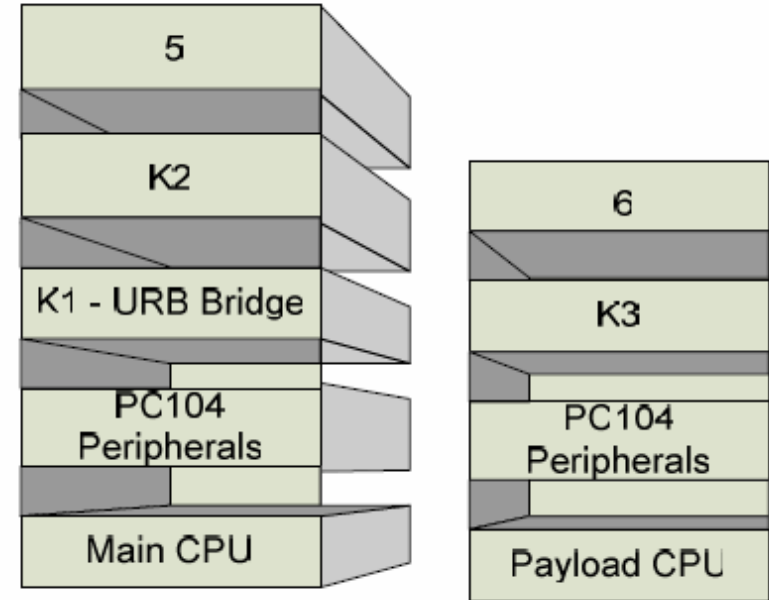 5
K2
K1 - URB Bridge
PC104
Peripherals
Main CPU
6
K3
PC104
Peripherals
Payload CPU